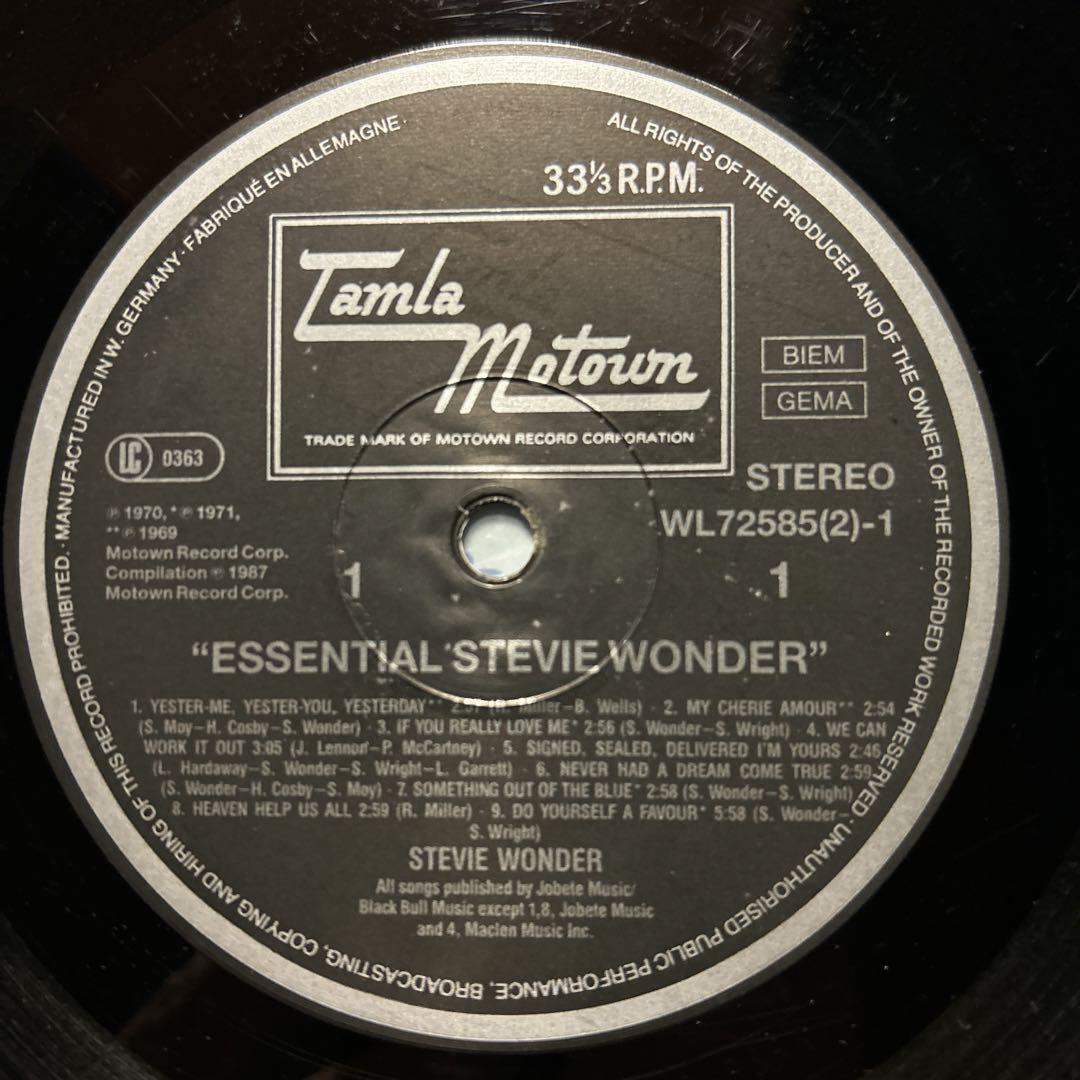 MANUFACTURED IN W. GERMANY · FABRIQUÉ EN ALLEMAGNE ·
ALL RIGHTS OF THE PRODUCER AND OF THE OWNER OF THE RECORDED WORK RESERVED · UNAUTHORISED PUBLIC PERFORMANCE, BROADCASTING, COPYING AND HIRING OF THIS RECORD PROHIBITED. ·
33⅓ R.P.M.
Tamla
Motown
TRADE MARK OF MOTOWN RECORD CORPORATION
BIEM
GEMA
LC 0363
STEREO
WL72585(2)-1
℗ 1970, *℗ 1971,
**℗ 1969
Motown Record Corp.
Compilation ℗ 1987
Motown Record Corp.
1 1
"ESSENTIAL STEVIE WONDER"
1. YESTER-ME, YESTER-YOU, YESTERDAY** Miller–B. Wells) · 2. MY CHERIE AMOUR** 2:54
(S. Moy–H. Cosby–S. Wonder) · 3. IF YOU REALLY LOVE ME* 2:56 (S. Wonder–S. Wright) · 4. WE CAN
WORK IT OUT 3:05 (J. Lennon–P. McCartney) · 5. SIGNED, SEALED, DELIVERED I'M YOURS 2:46
(L. Hardaway–S. Wonder–S. Wright–L. Garrett) · 6. NEVER HAD A DREAM COME TRUE 2:59
(S. Wonder–H. Cosby–S. Moy) · 7. SOMETHING OUT OF THE BLUE* 2:58 (S. Wonder–S. Wright)
8. HEAVEN HELP US ALL 2:59 (R. Miller) · 9. DO YOURSELF A FAVOUR* 5:58 (S. Wonder–
S. Wright)
STEVIE WONDER
All songs published by Jobete Music/
Black Bull Music except 1,8, Jobete Music
and 4, Maclen Music Inc.